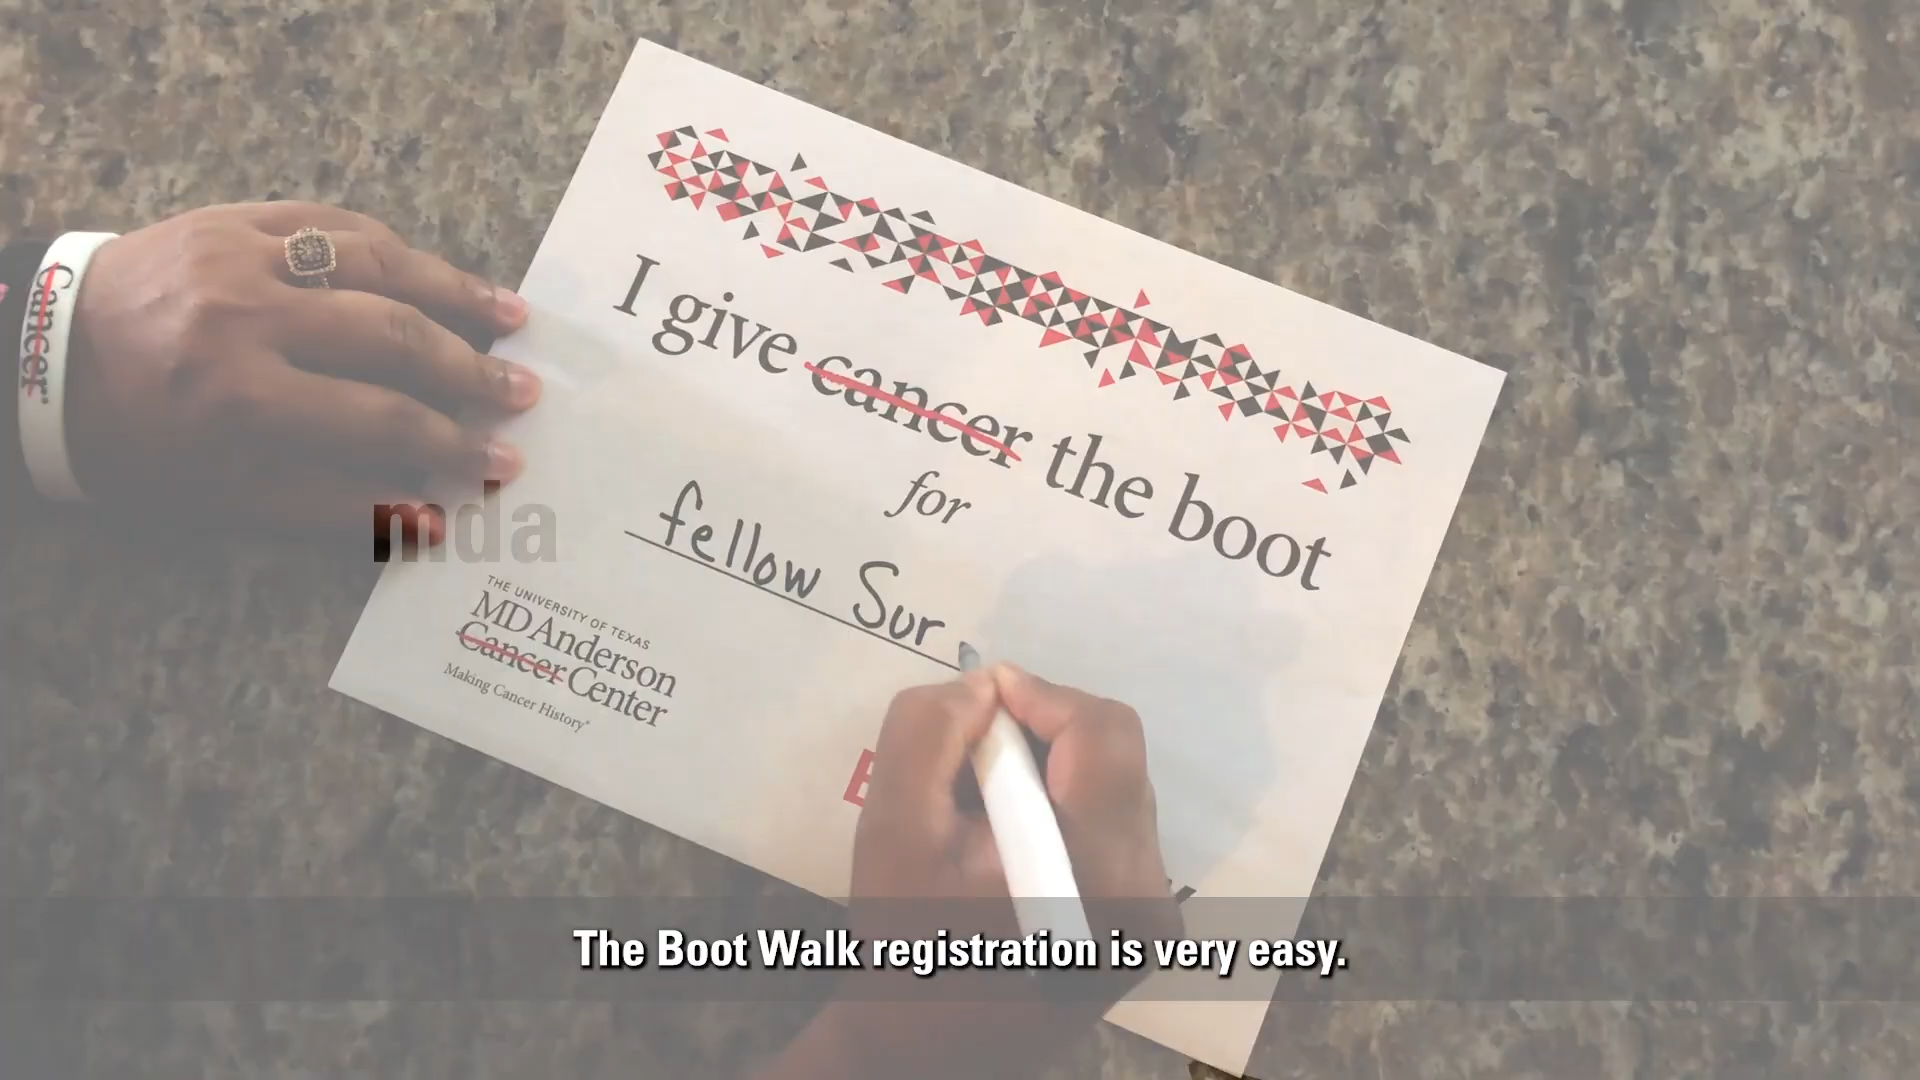 Cancer
I give cancer the boot
for
fellow Sur
mda
THE UNIVERSITY OF TEXAS
MD Anderson
Cancer Center
Making Cancer History®
The Boot Walk registration is very easy.